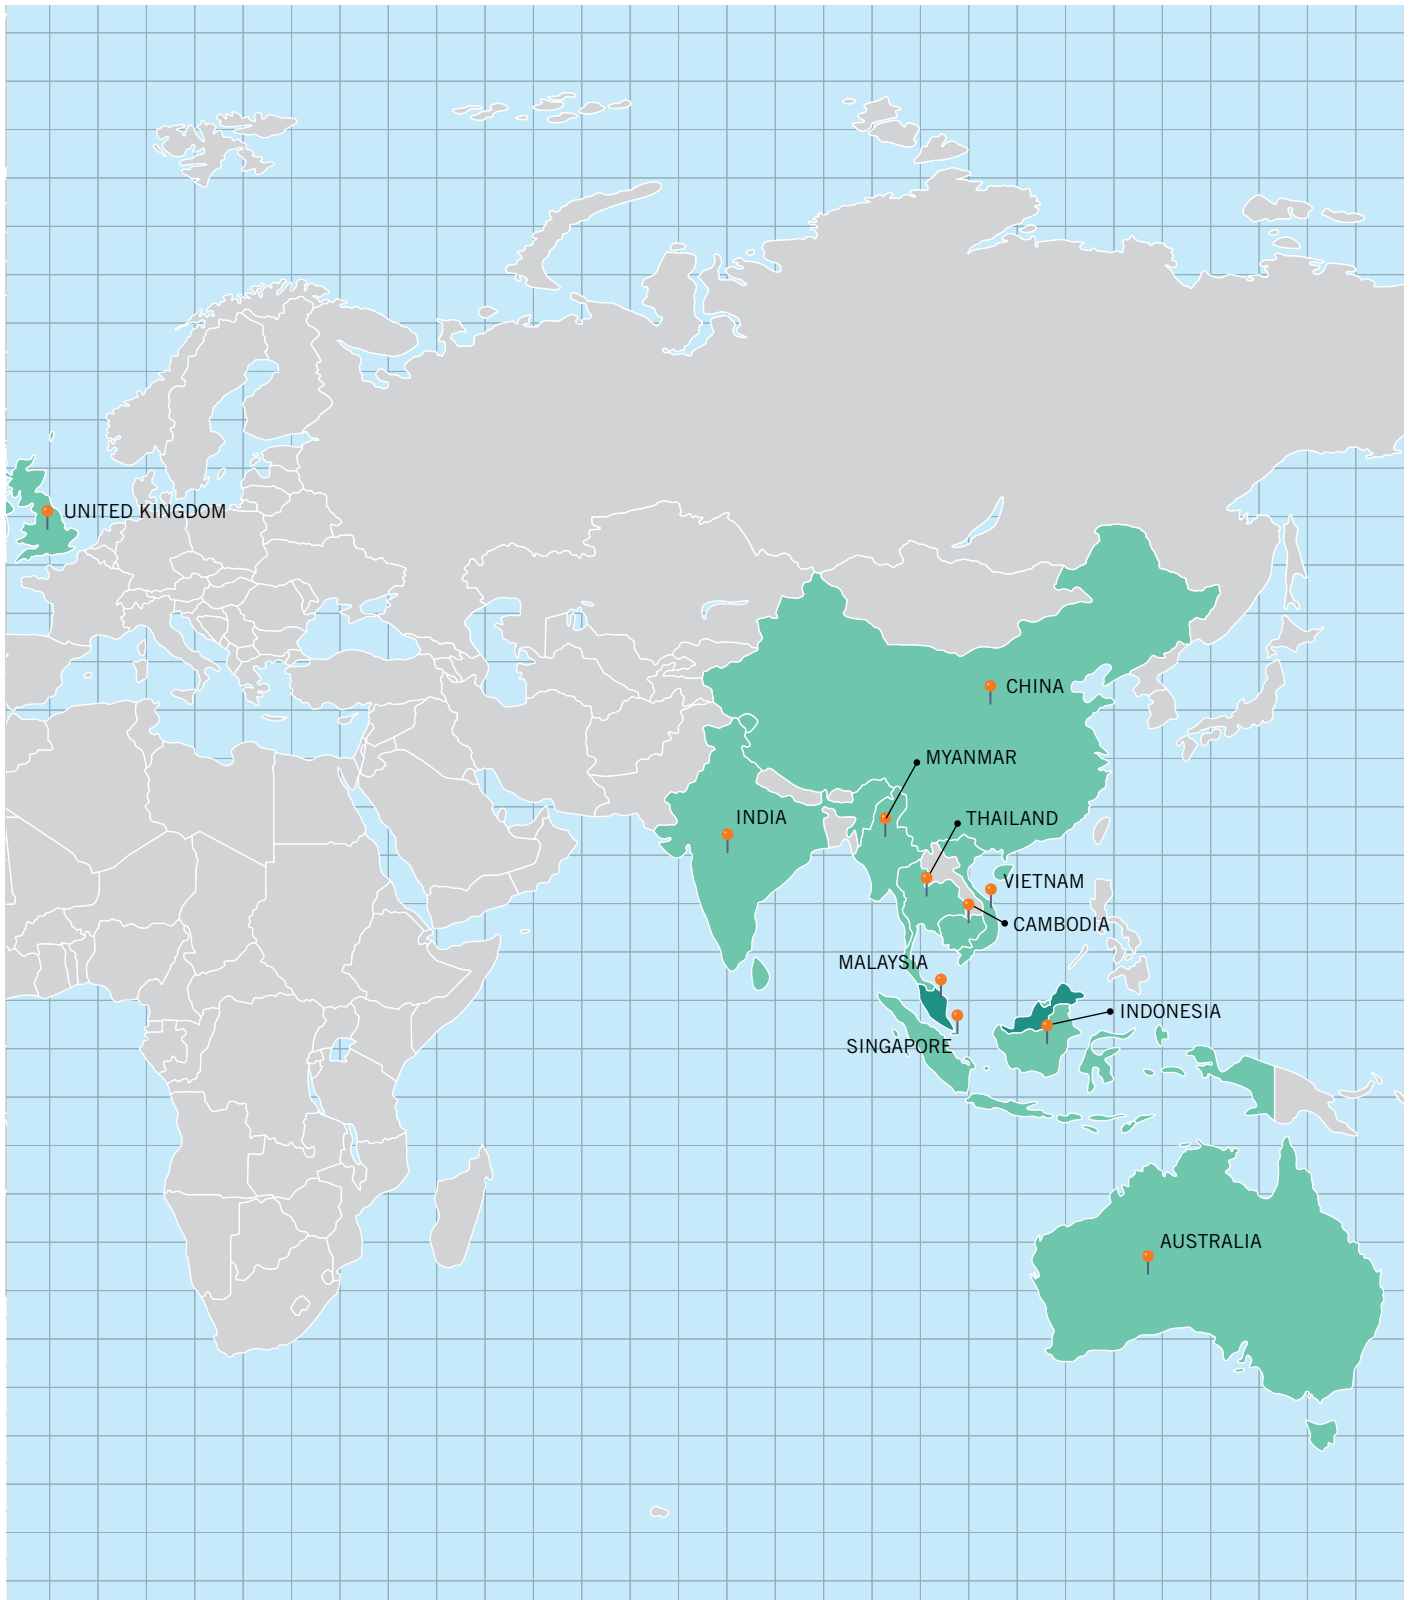 UNITED KINGDOM
CHINA
MYANMAR
INDIA
THAILAND
VIETNAM
CAMBODIA
MALAYSIA
INDONESIA
SINGAPORE
AUSTRALIA